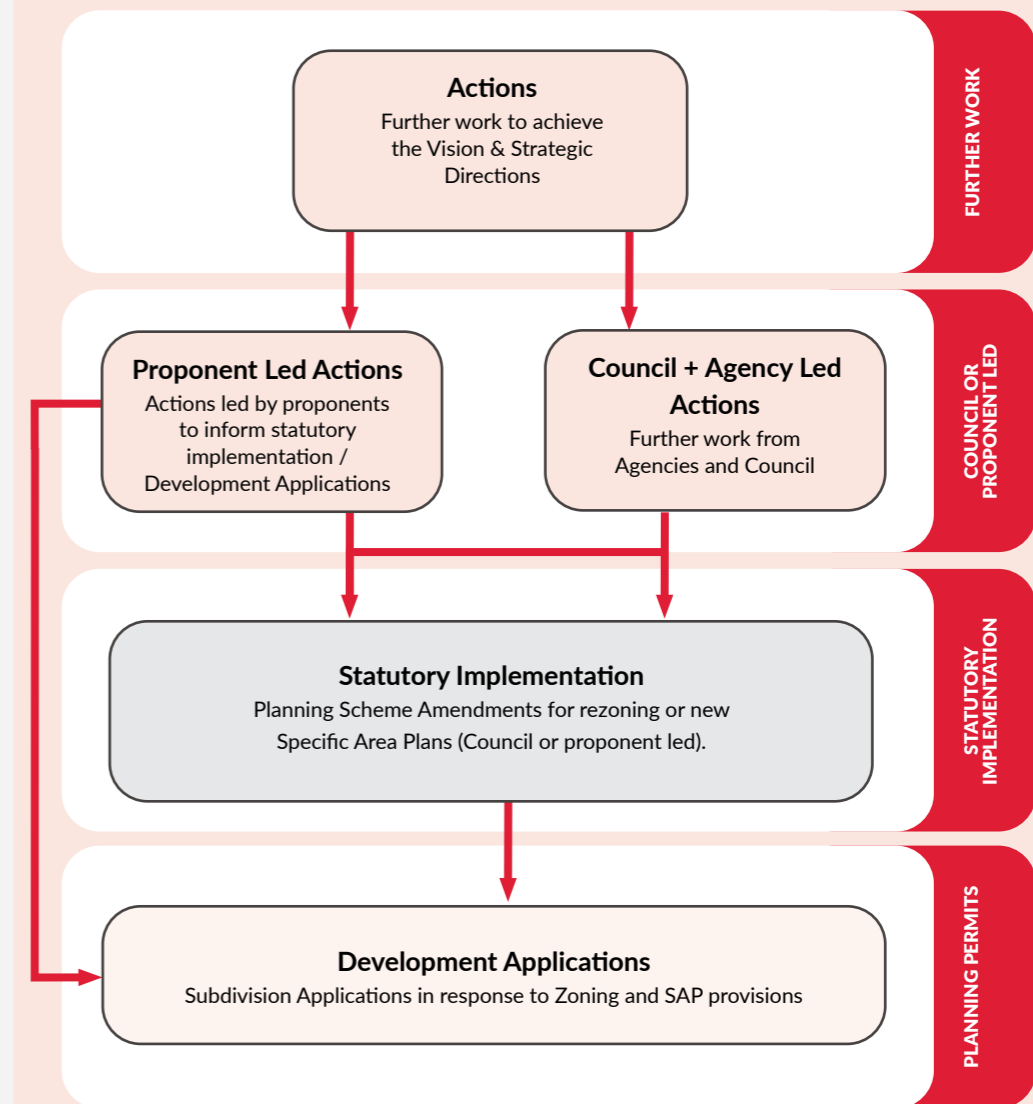 Actions
Further work to achieve
the Vision & Strategic
Directions
FURTHER WORK
Proponent Led Actions
Actions led by proponents
to inform statutory
implementation /
Development Applications
Council + Agency Led
Actions
Further work from
Agencies and Council
COUNCIL OR
PROPONENT LED
Statutory Implementation
Planning Scheme Amendments for rezoning or new
Specific Area Plans (Council or proponent led).
STATUTORY
IMPLEMENTATION
Development Applications
Subdivision Applications in response to Zoning and SAP provisions
PLANNING PERMITS